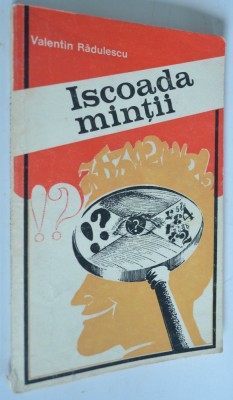 Valentin Rădulescu
Iscoada
minții
!?
??